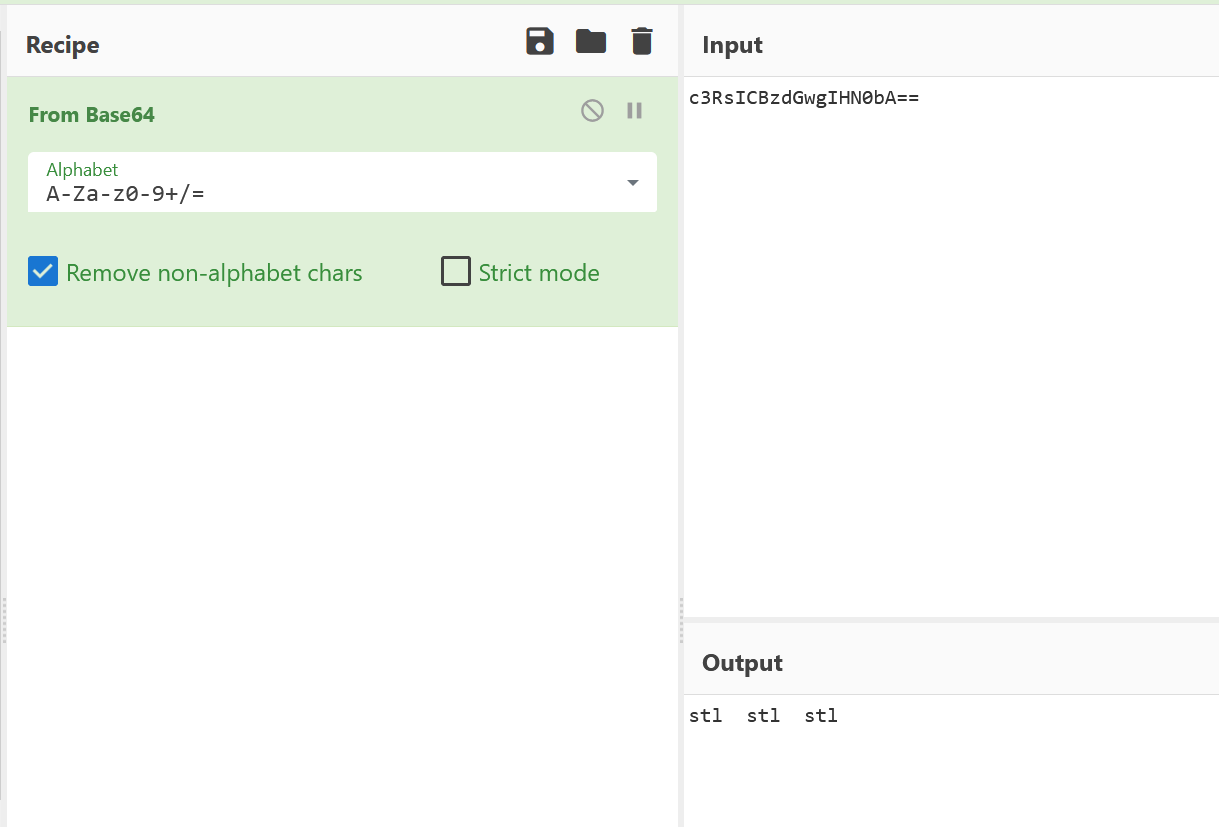 Recipe
From Base64
Alphabet
A-Za-z0-9+/=
Remove non-alphabet chars
Strict mode
Input
c3RsICBzdGwgIHN0bA==
Output
stl  stl  stl